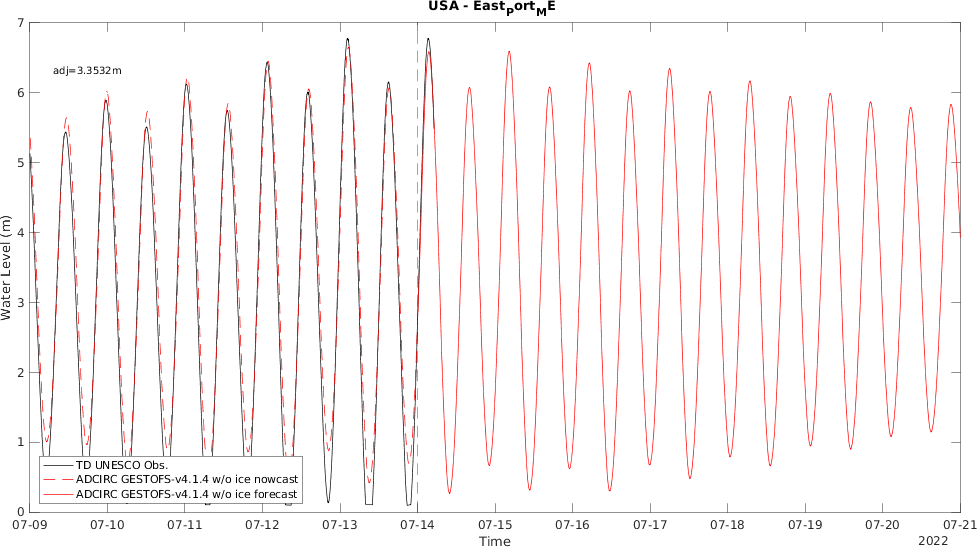 USA - EastPortME
7
adj=3.3532m
6
5
4
3
2
1
0
Water Level (m)
TD UNESCO Obs.
ADCIRC GESTOFS-v4.1.4 w/o ice nowcast
ADCIRC GESTOFS-v4.1.4 w/o ice forecast
07-09 07-10 07-11 07-12 07-13 07-14 07-15 07-16 07-17 07-18 07-19 07-20 07-21
Time
2022